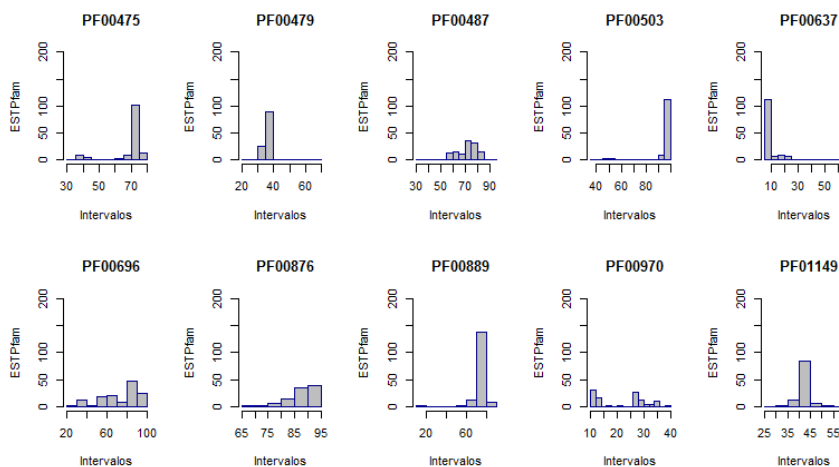 PF00475 PF00479 PF00487 PF00503 PF00637
ESTPfam ESTPfam ESTPfam ESTPfam ESTPfam
0 50 100 200
0 50 100 200
0 50 100 200
0 50 100 200
0 50 100 200
30 50 70
20 40 60
30 50 70 90
40 60 80
10 30 50
Intervalos Intervalos Intervalos Intervalos Intervalos
PF00696 PF00876 PF00889 PF00970 PF01149
ESTPfam ESTPfam ESTPfam ESTPfam ESTPfam
0 50 100 200
0 50 100 200
0 50 100 200
0 50 100 200
0 50 100 200
20 60 100
65 75 85 95
20 60
10 20 30 40
25 35 45 55
Intervalos Intervalos Intervalos Intervalos Intervalos